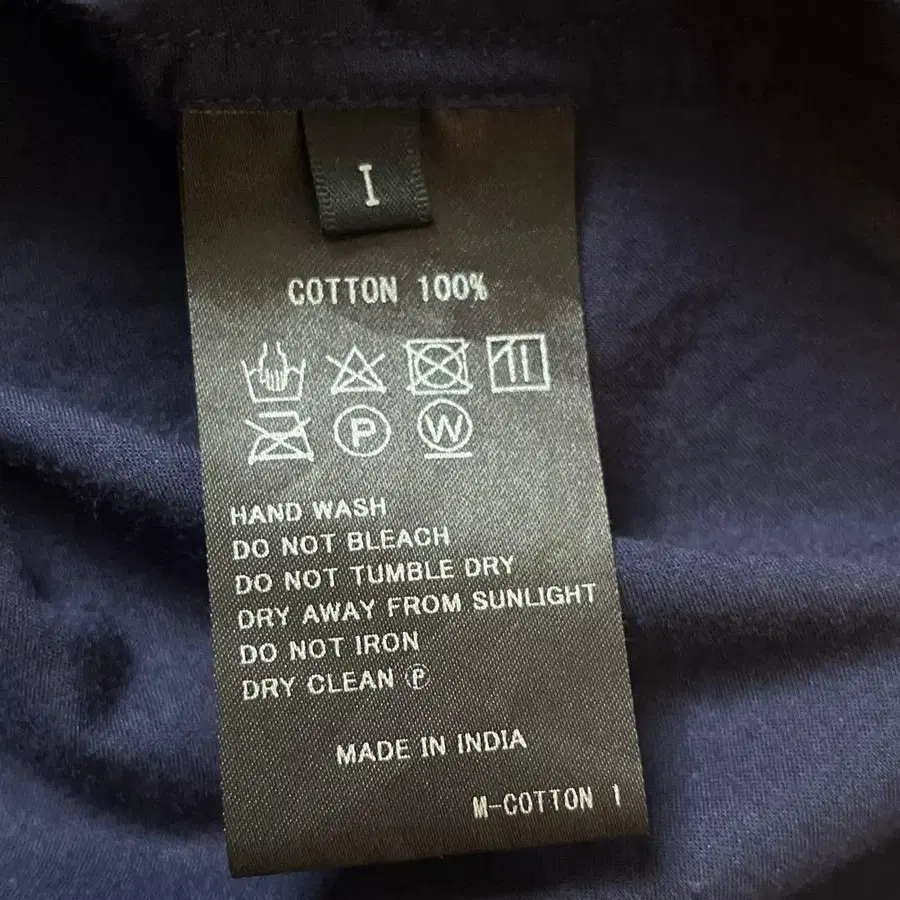 I
COTTON 100%
P W
HAND WASH
DO NOT BLEACH
DO NOT TUMBLE DRY
DRY AWAY FROM SUNLIGHT
DO NOT IRON
DRY CLEAN Ⓟ
MADE IN INDIA
M-COTTON 1